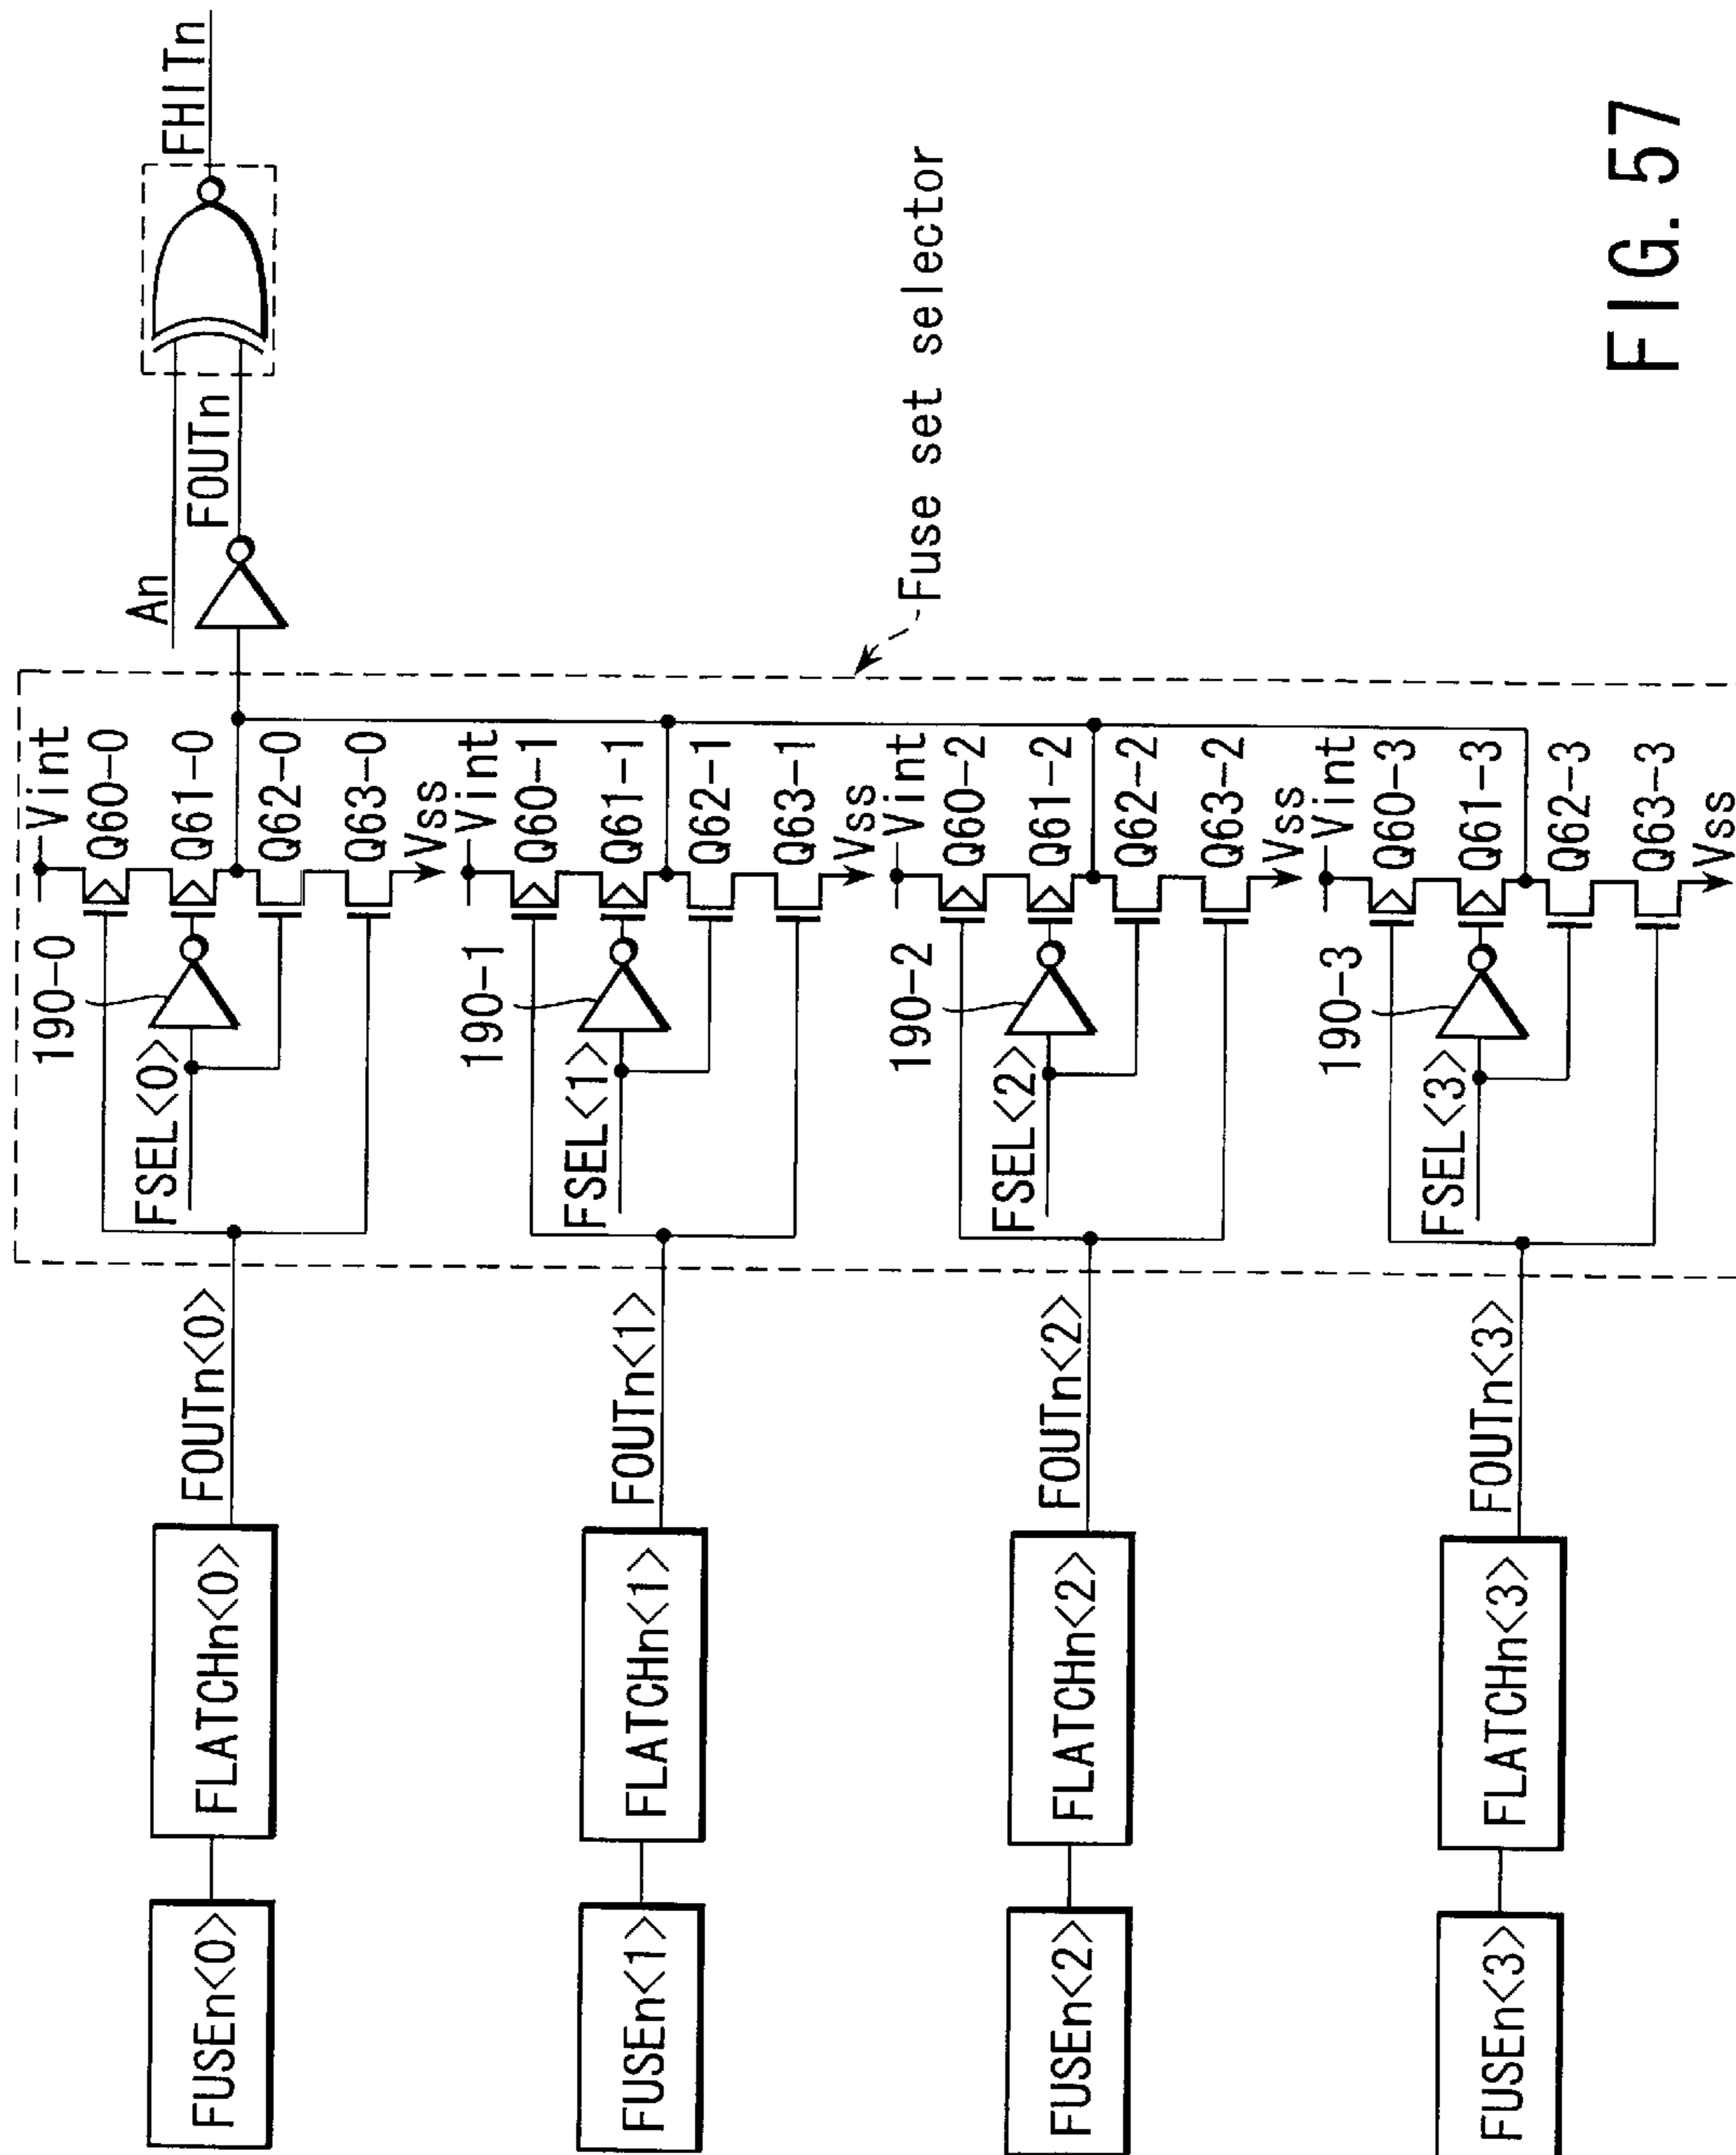 FUSEn<0>
FLATCHn<0>
FOUTn<0>
FSEL<0>
190-0
Vint
Q60-0
Q61-0
Q62-0
Q63-0
Vss
An
FOUTn
FHITn
FUSEn<1>
FLATCHn<1>
FOUTn<1>
FSEL<1>
190-1
Vint
Q60-1
Q61-1
Q62-1
Q63-1
Vss
Fuse set selector
FUSEn<2>
FLATCHn<2>
FOUTn<2>
FSEL<2>
190-2
Vint
Q60-2
Q61-2
Q62-2
Q63-2
Vss
FUSEn<3>
FLATCHn<3>
FOUTn<3>
FSEL<3>
190-3
Vint
Q60-3
Q61-3
Q62-3
Q63-3
Vss
FIG. 57